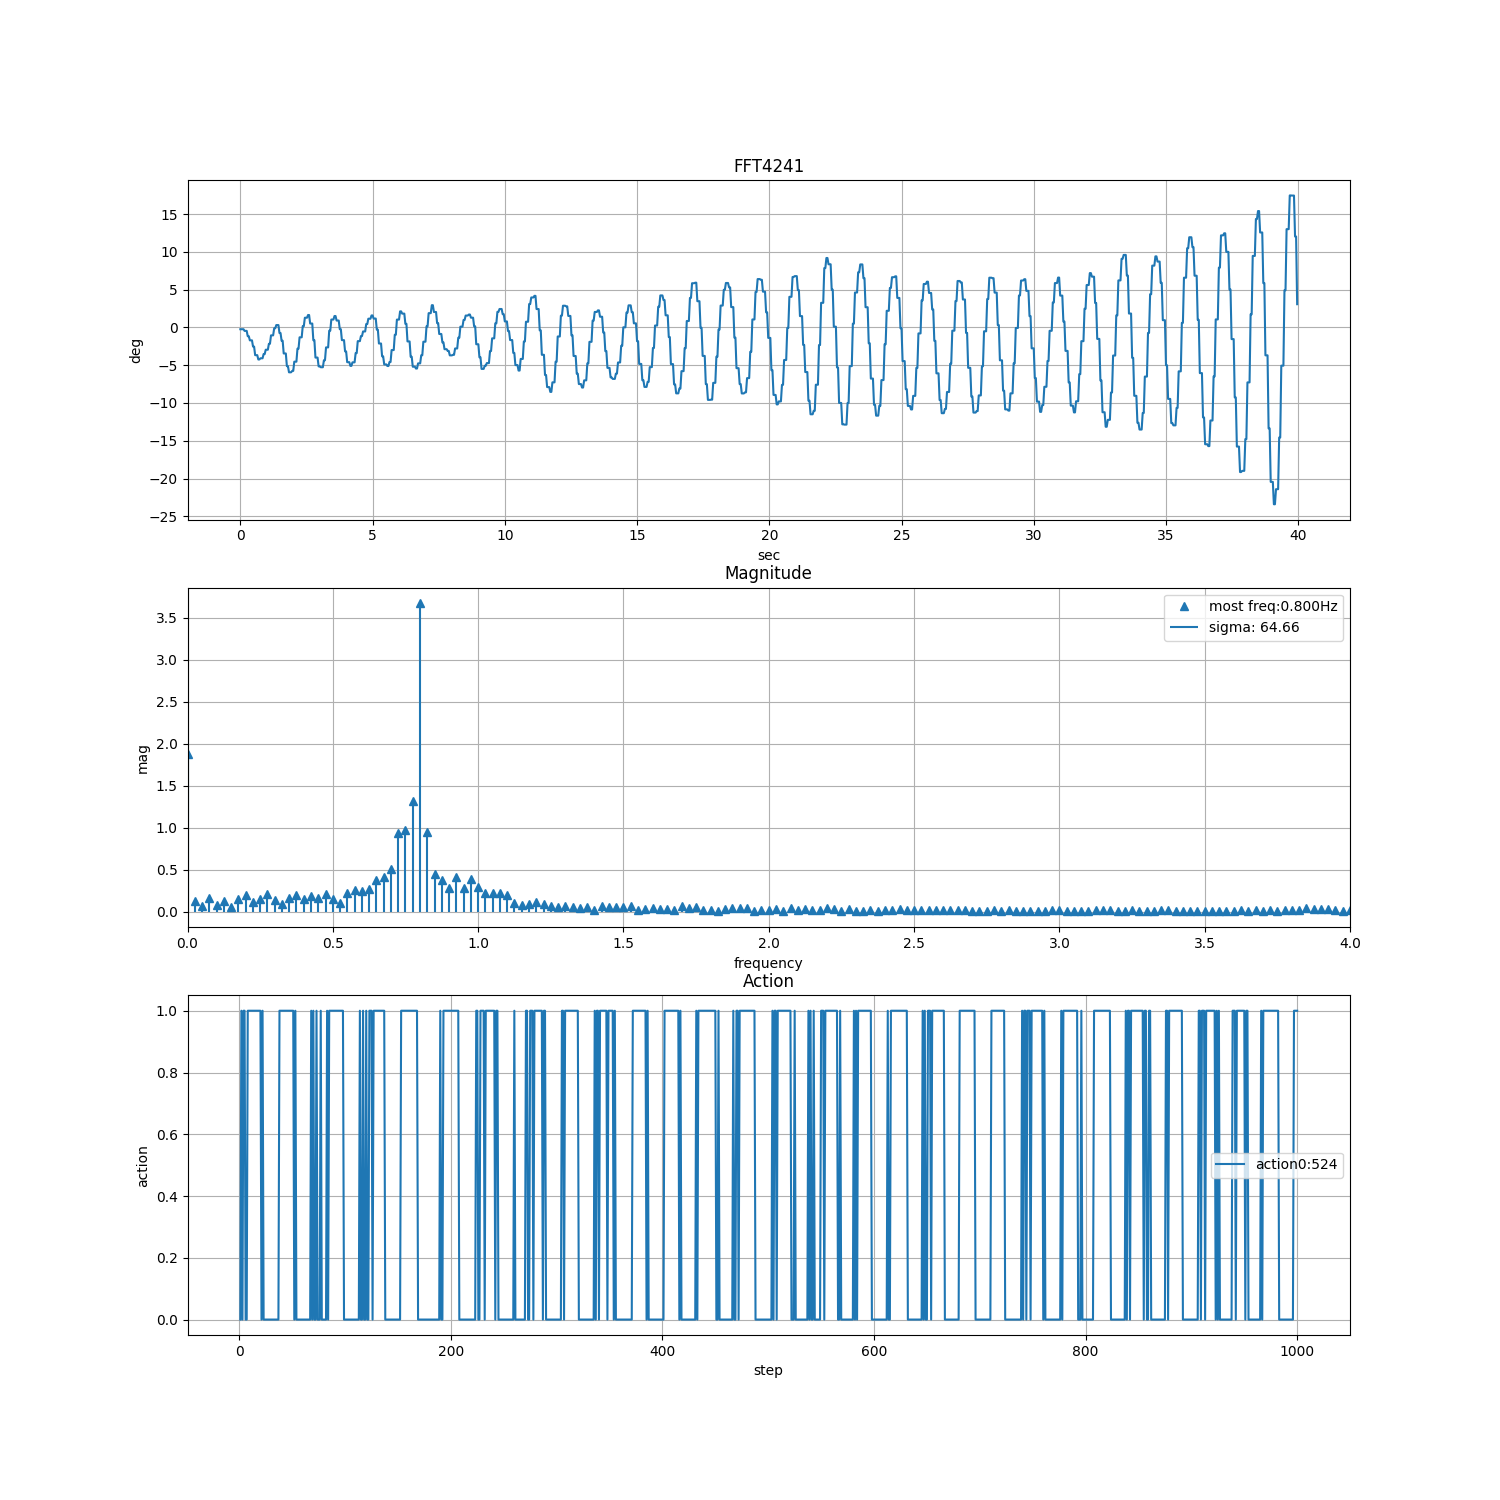 FFT4241
15
10
5
0
−5
−10
−15
−20
−25
deg
0 5 10 15 20 25 30 35 40
sec
Magnitude
3.5
3.0
2.5
2.0
1.5
1.0
0.5
0.0
mag
most freq:0.800Hz
sigma: 64.66
0.0 0.5 1.0 1.5 2.0 2.5 3.0 3.5 4.0
frequency
Action
1.0
0.8
0.6
0.4
0.2
0.0
action
action0:524
0 200 400 600 800 1000
step